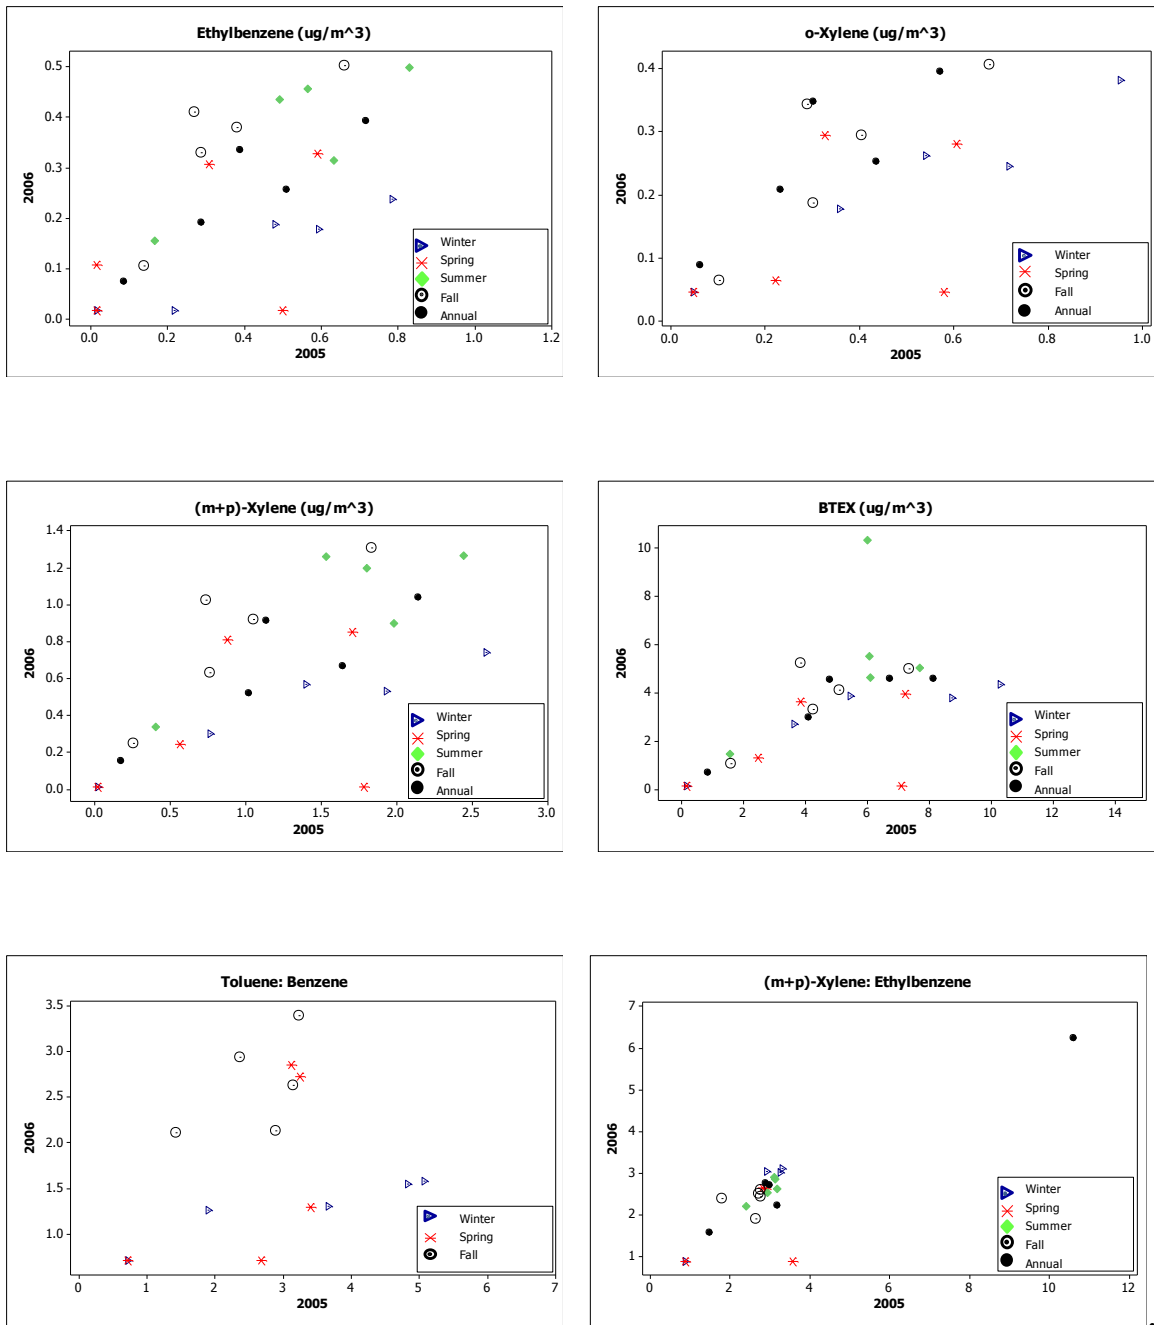 Ethylbenzene (ug/m^3)
0.5
0.4
0.3
0.2
0.1
0.0
2006
0.0 0.2 0.4 0.6 0.8 1.0 1.2
2005
Winter
Spring
Summer
Fall
Annual
o-Xylene (ug/m^3)
0.4
0.3
0.2
0.1
0.0
2006
0.0 0.2 0.4 0.6 0.8 1.0
2005
Winter
Spring
Fall
Annual
(m+p)-Xylene (ug/m^3)
1.4
1.2
1.0
0.8
0.6
0.4
0.2
0.0
2006
0.0 0.5 1.0 1.5 2.0 2.5 3.0
2005
Winter
Spring
Summer
Fall
Annual
BTEX (ug/m^3)
10
8
6
4
2
0
2006
0 2 4 6 8 10 12 14
2005
Winter
Spring
Summer
Fall
Annual
Toluene: Benzene
3.5
3.0
2.5
2.0
1.5
1.0
2006
0 1 2 3 4 5 6 7
2005
Winter
Spring
Fall
(m+p)-Xylene: Ethylbenzene
7
6
5
4
3
2
1
2006
0 2 4 6 8 10 12
2005
Winter
Spring
Summer
Fall
Annual